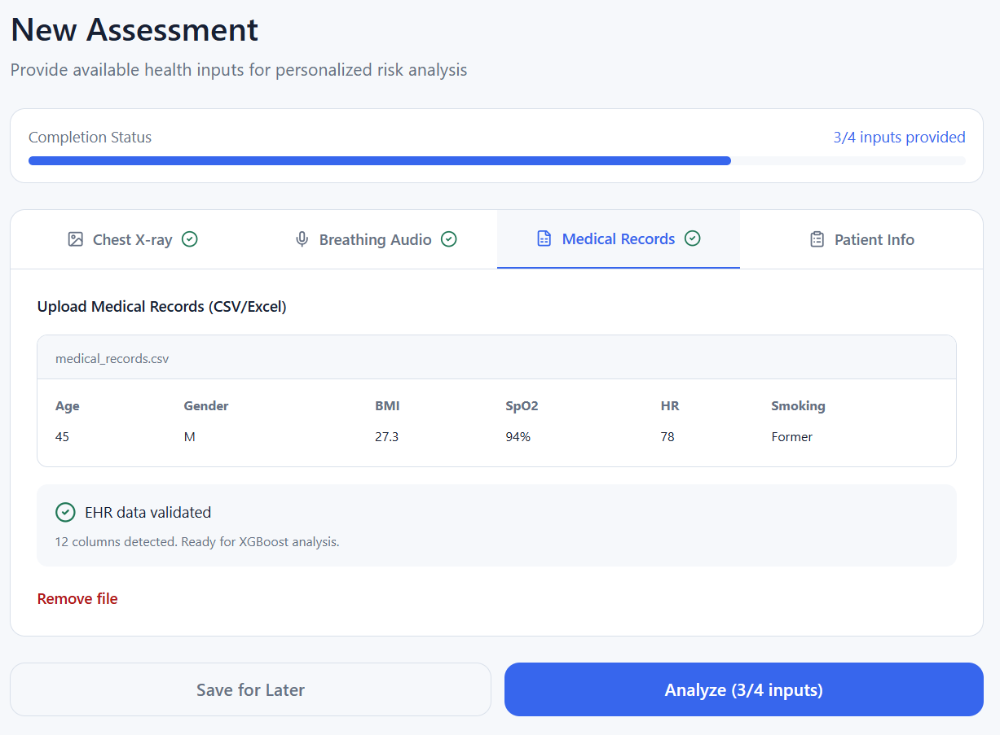 New Assessment
Provide available health inputs for personalized risk analysis
Completion Status 3/4 inputs provided
Chest X-ray Breathing Audio Medical Records Patient Info
Upload Medical Records (CSV/Excel)
medical_records.csv
Age Gender BMI SpO2 HR Smoking
45 M 27.3 94% 78 Former
EHR data validated
12 columns detected. Ready for XGBoost analysis.
Remove file
Save for Later Analyze (3/4 inputs)